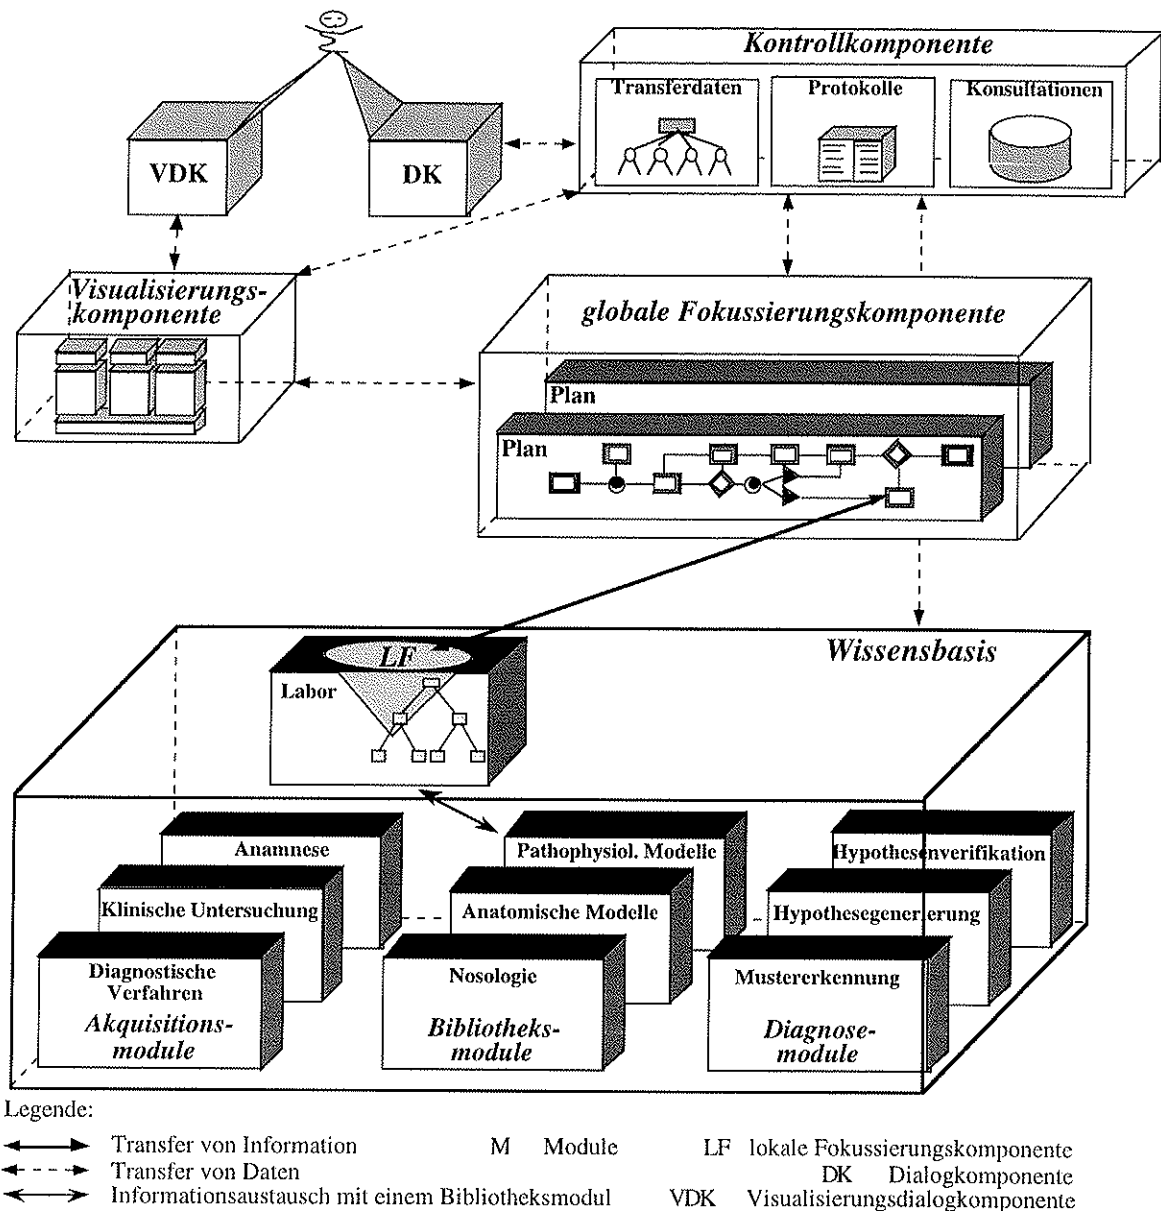 Kontrollkomponente
Transferdaten
Protokolle
Konsultationen
VDK
DK
Visualisierungs-
komponente
globale Fokussierungskomponente
Plan
Plan
Wissensbasis
LF
Labor
Anamnese
Pathophysiol. Modelle
Hypothesenverifikation
Klinische Untersuchung
Anatomische Modelle
Hypothesegenerierung
Diagnostische
Verfahren
Akquisitions-
module
Nosologie
Bibliotheks-
module
Mustererkennung
Diagnose-
module
Legende:
Transfer von Information
M Module
LF lokale Fokussierungskomponente
Transfer von Daten
DK Dialogkomponente
Informationsaustausch mit einem Bibliotheksmodul
VDK Visualisierungsdialogkomponente